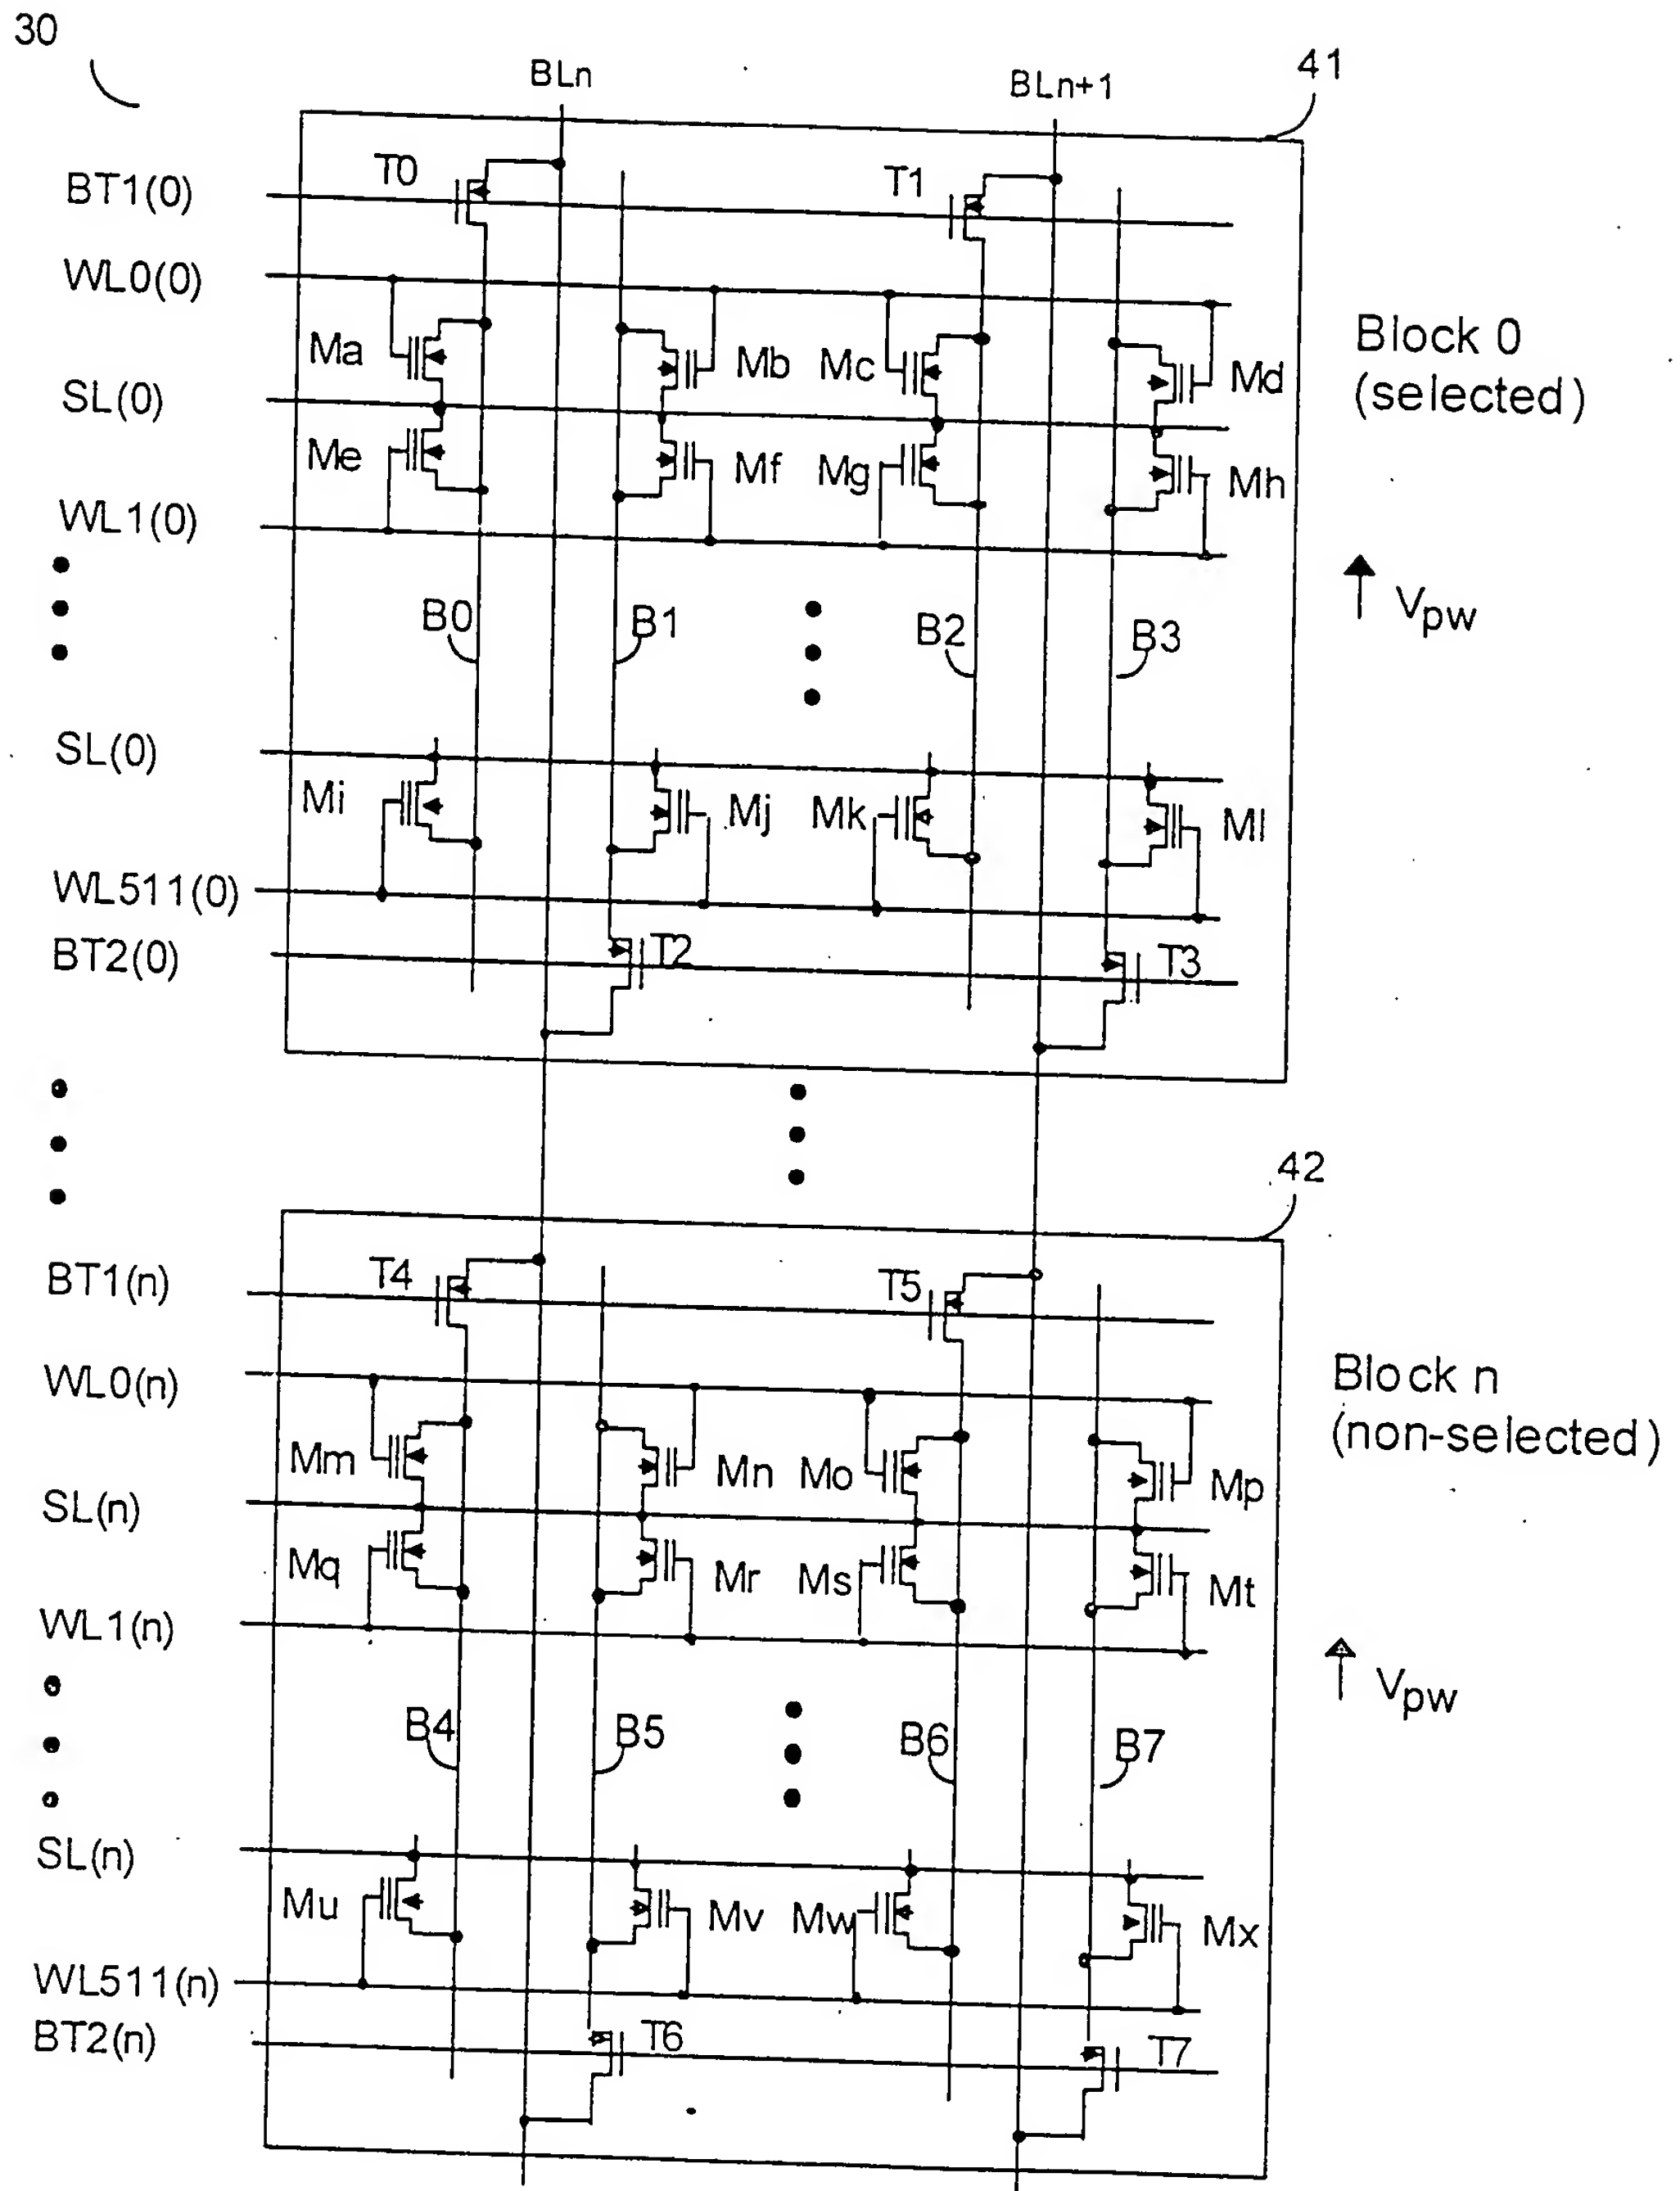 30
BLn
BLn+1
41
BT1(0)
T0
T1
WL0(0)
Ma
Mb
Mc
Md
Block 0
(selected)
SL(0)
Me
Mf
Mg
Mh
WL1(0)
B0
B1
B2
B3
Vpw
SL(0)
Mi
Mj
Mk
Ml
WL511(0)
BT2(0)
T2
T3
42
BT1(n)
T4
T5
WL0(n)
Mm
Mn
Mo
Mp
Block n
(non-selected)
SL(n)
Mq
Mr
Ms
Mt
WL1(n)
B4
B5
B6
B7
Vpw
SL(n)
Mu
Mv
Mw
Mx
WL511(n)
BT2(n)
T6
T7